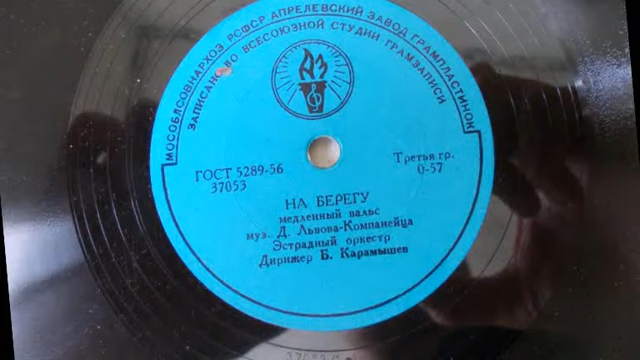 МОСОБЛСОВНАРХОЗ РСФСР АПРЕЛЕВСКИЙ ЗАВОД ГРАМПЛАСТИНОК
ЗАПИСАНО ВО ВСЕСОЮЗНОЙ СТУДИИ ГРАМЗАПИСИ
АЗ
ГОСТ 5289-56
37053
Третья гр.
0-57
НА БЕРЕГУ
медленный вальс
муз. Д. Львова-Компанейца
Эстрадный оркестр
Дирижер Б. Карамышев